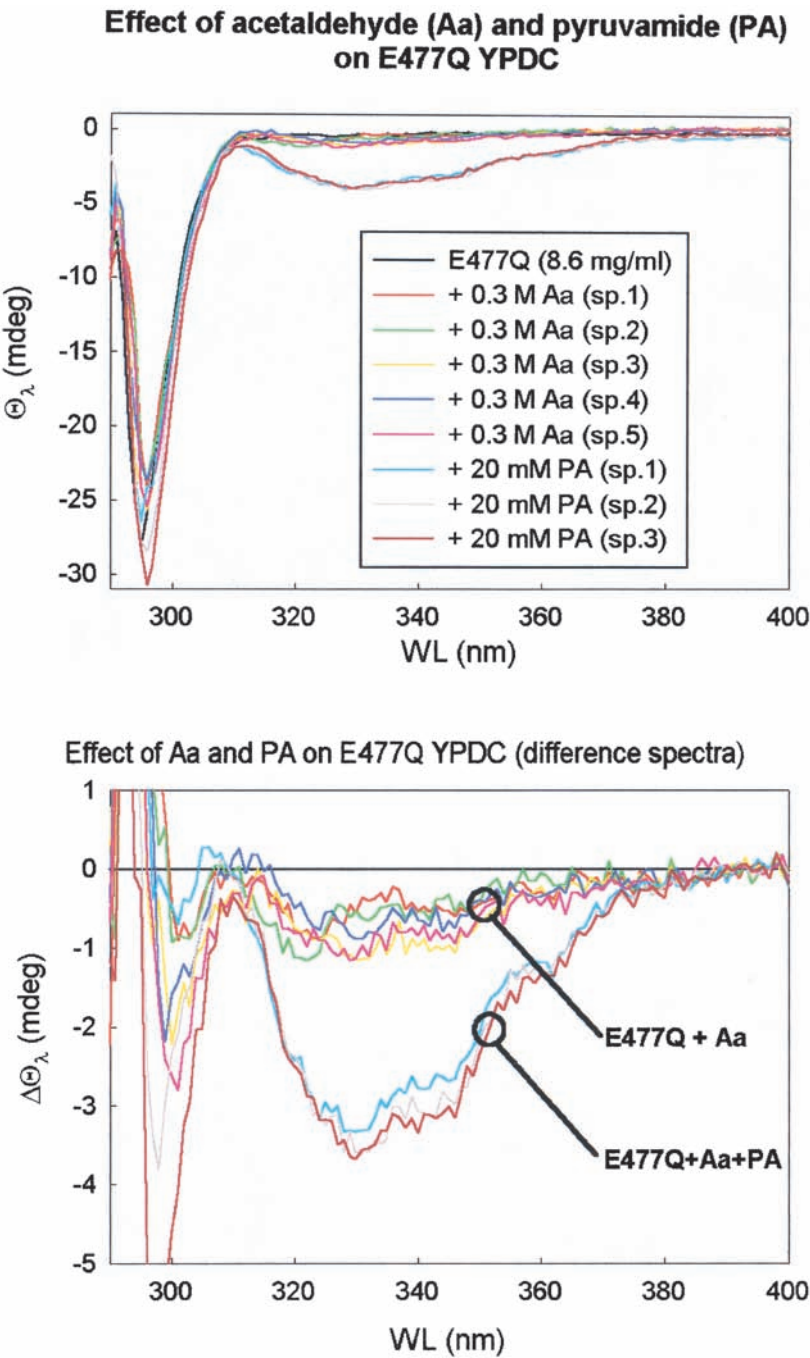 Effect of acetaldehyde (Aa) and pyruvamide (PA)
on E477Q YPDC
0
-5
-10
-15
-20
-25
-30
Θλ (mdeg)
E477Q (8.6 mg/ml)
+ 0.3 M Aa (sp.1)
+ 0.3 M Aa (sp.2)
+ 0.3 M Aa (sp.3)
+ 0.3 M Aa (sp.4)
+ 0.3 M Aa (sp.5)
+ 20 mM PA (sp.1)
+ 20 mM PA (sp.2)
+ 20 mM PA (sp.3)
300 320 340 360 380 400
WL (nm)
Effect of Aa and PA on E477Q YPDC (difference spectra)
1
0
-1
-2
-3
-4
-5
ΔΘλ (mdeg)
E477Q + Aa
E477Q+Aa+PA
300 320 340 360 380 400
WL (nm)